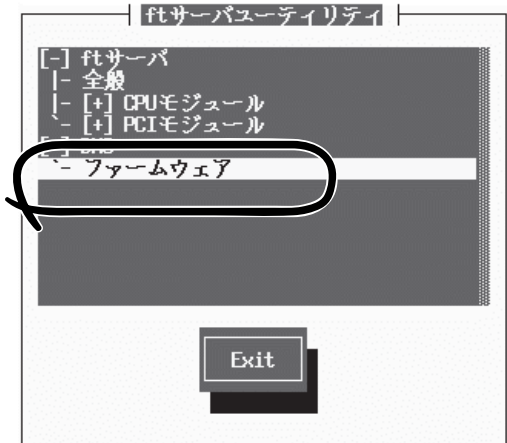 ftサーバユーティリティ
[-] ftサーバ
|- 全般
|- [+] CPUモジュール
`- [+] PCIモジュール
`- ファームウェア
Exit